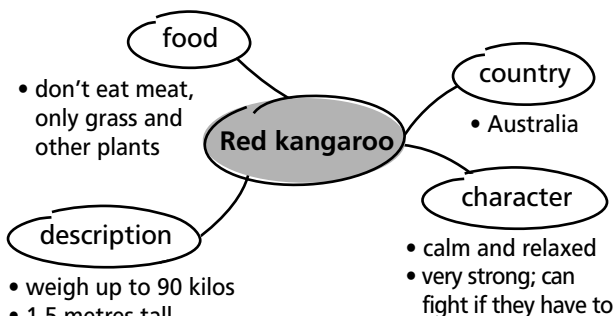 food
• don't eat meat,
only grass and
other plants
country
• Australia
Red kangaroo
character
• calm and relaxed
• very strong; can
fight if they have to
description
• weigh up to 90 kilos
• 1.5 metres tall